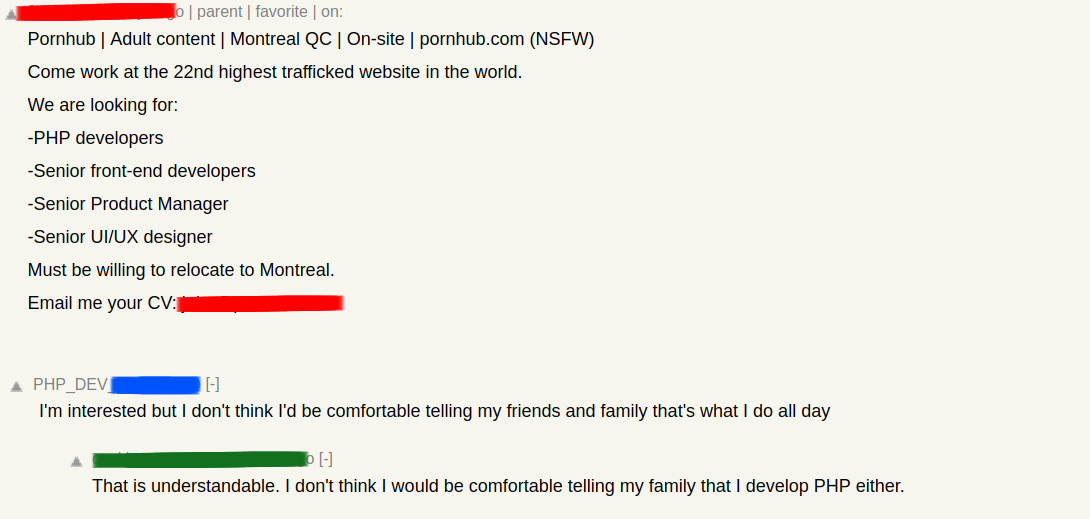 | parent | favorite | on:
Pornhub | Adult content | Montreal QC | On-site | pornhub.com (NSFW)
Come work at the 22nd highest trafficked website in the world.
We are looking for:
-PHP developers
-Senior front-end developers
-Senior Product Manager
-Senior UI/UX designer
Must be willing to relocate to Montreal.
Email me your CV:
PHP_DEV_ [-]
I'm interested but I don't think I'd be comfortable telling my friends and family that's what I do all day
[-]
That is understandable. I don't think I would be comfortable telling my family that I develop PHP either.